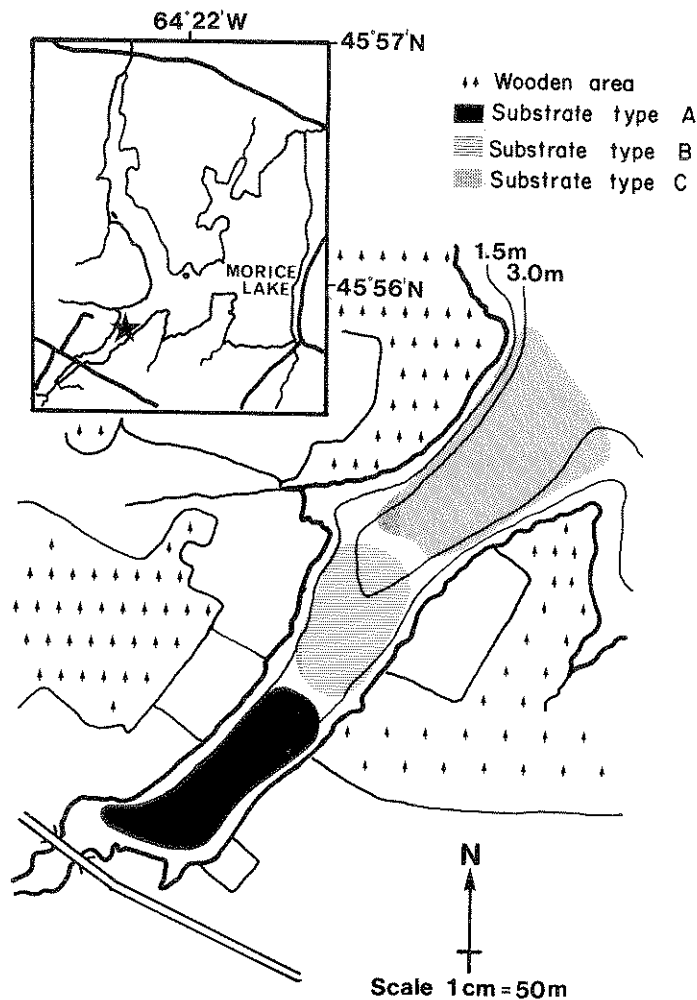 64°22'W
45°57'N
Wooden area
Substrate type A
Substrate type B
Substrate type C
1.5m
3.0m
MORICE
LAKE
45°56'N
N
Scale 1cm = 50m